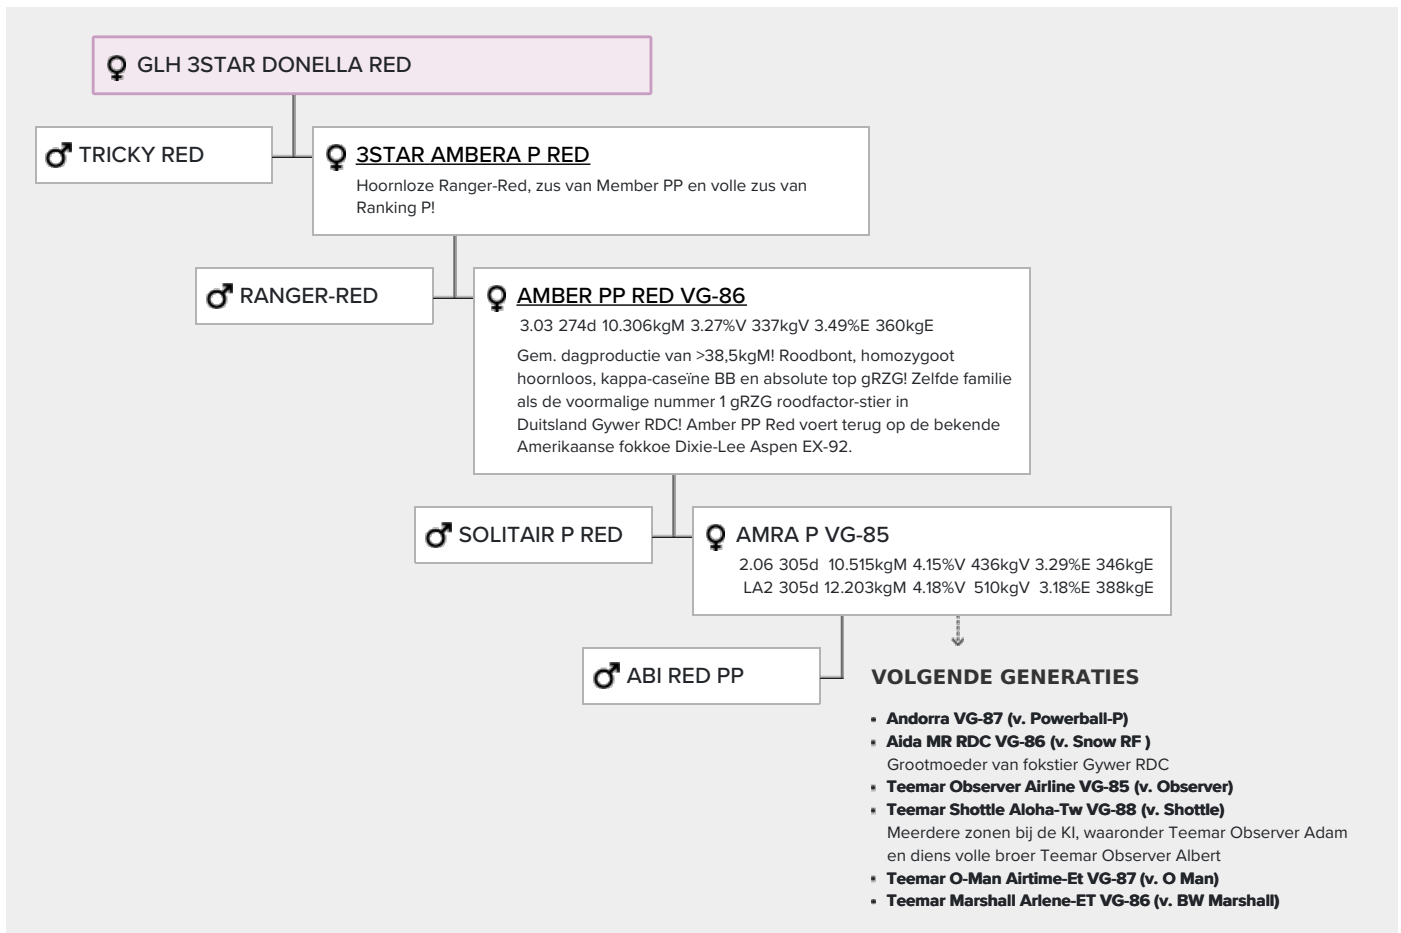 GLH 3STAR DONELLA RED
TRICKY RED
3STAR AMBERA P RED
Hoornloze Ranger-Red, zus van Member PP en volle zus van
Ranking P!
RANGER-RED
AMBER PP RED VG-86
3.03 274d 10.306kgM 3.27%V 337kgV 3.49%E 360kgE
Gem. dagproductie van >38,5kgM! Roodbont, homozygoot
hoornloos, kappa-caseïne BB en absolute top gRZG! Zelfde familie
als de voormalige nummer 1 gRZG roodfactor-stier in
Duitsland Gywer RDC! Amber PP Red voert terug op de bekende
Amerikaanse fokkoe Dixie-Lee Aspen EX-92.
SOLITAIR P RED
AMRA P VG-85
2.06 305d 10.515kgM 4.15%V 436kgV 3.29%E 346kgE
LA2 305d 12.203kgM 4.18%V 510kgV 3.18%E 388kgE
ABI RED PP
VOLGENDE GENERATIES
• Andorra VG-87 (v. Powerball-P)
• Aida MR RDC VG-86 (v. Snow RF )
Grootmoeder van fokstier Gywer RDC
• Teemar Observer Airline VG-85 (v. Observer)
• Teemar Shottle Aloha-Tw VG-88 (v. Shottle)
Meerdere zonen bij de KI, waaronder Teemar Observer Adam
en diens volle broer Teemar Observer Albert
• Teemar O-Man Airtime-Et VG-87 (v. O Man)
• Teemar Marshall Arlene-ET VG-86 (v. BW Marshall)